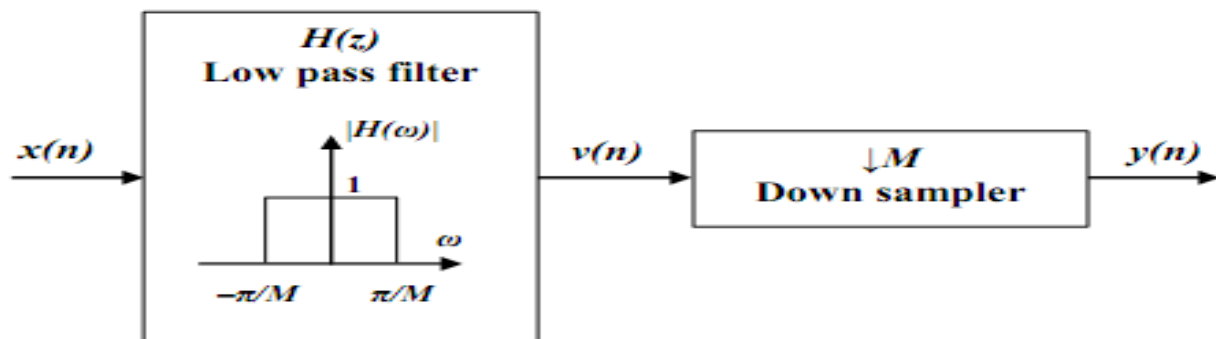 H(z)
Low pass filter
|H(ω)|
x(n)
v(n)
↓M
y(n)
1
Down sampler
ω
−π/M
π/M